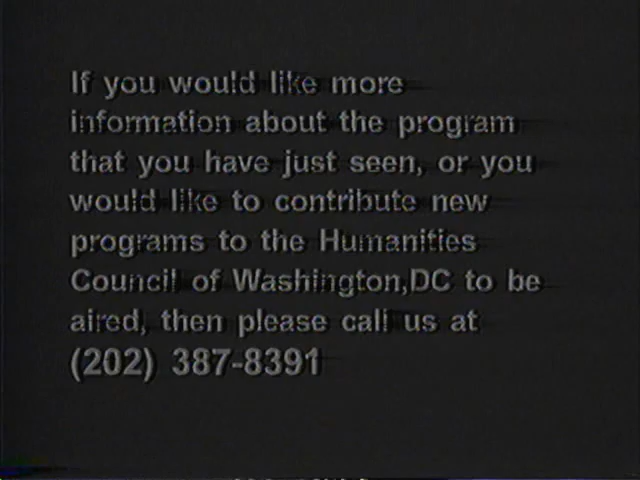 If you would like more
information about the program
that you have just seen, or you
would like to contribute new
programs to the Humanities
Council of Washington,DC to be
aired, then please call us at
(202) 387-8391